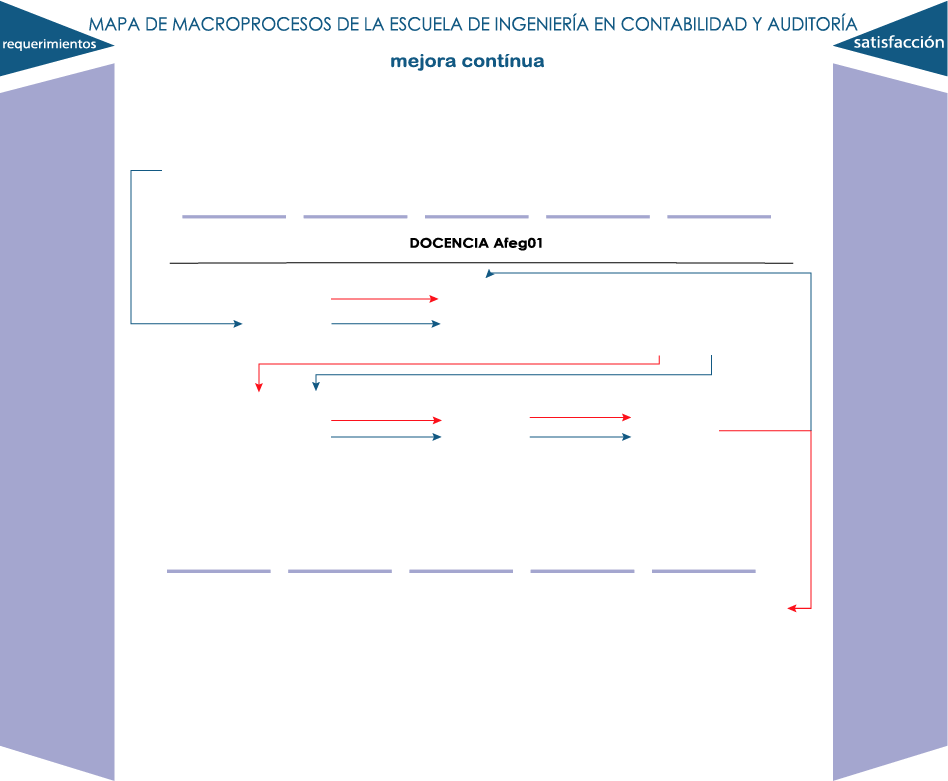 MAPA DE MACROPROCESOS DE LA ESCUELA DE INGENIERÍA EN CONTABILIDAD Y AUDITORÍA
requerimientos
satisfacción
mejora contínua
DOCENCIA Afeg01